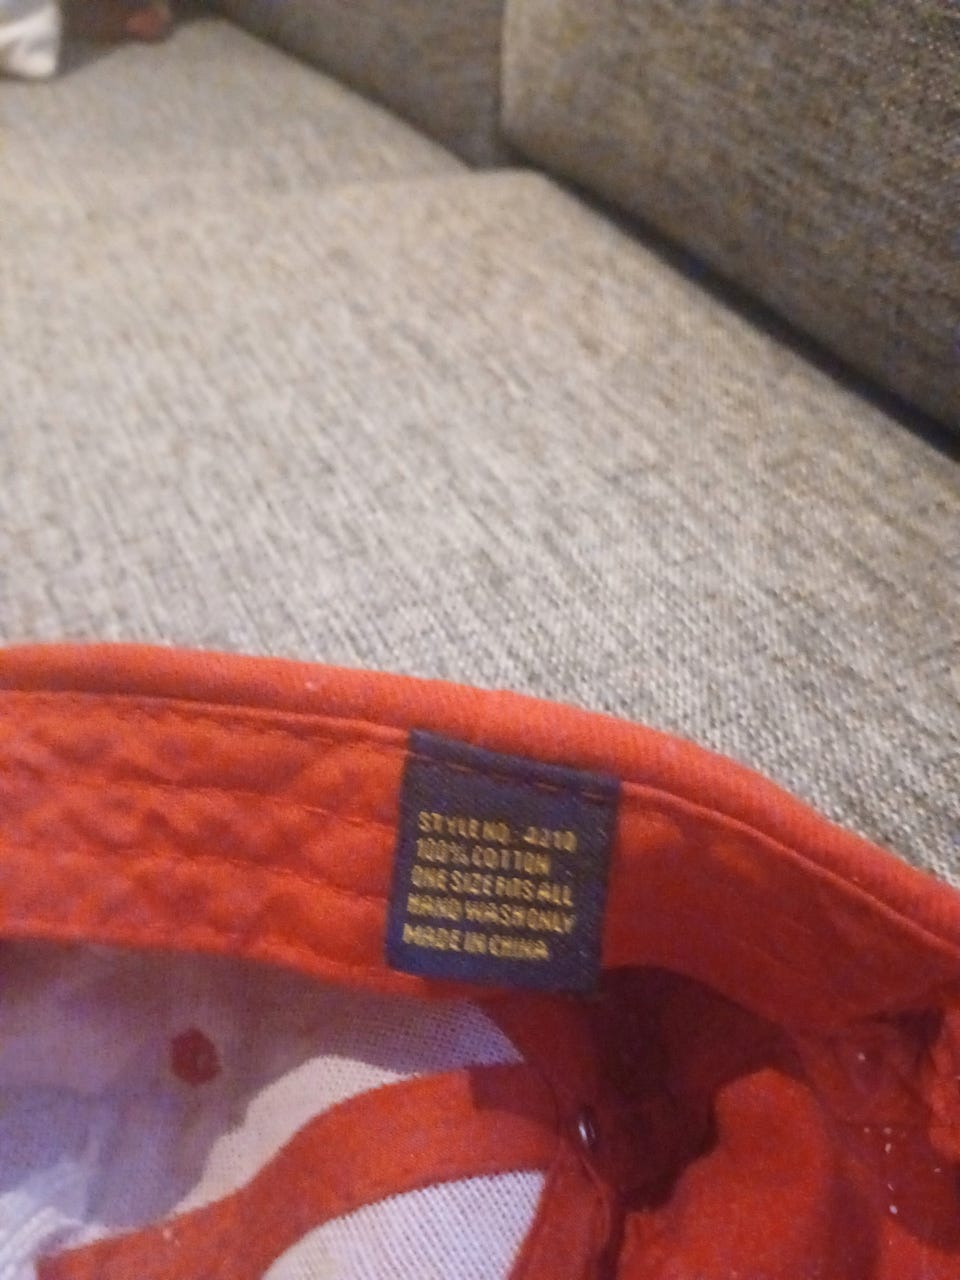 STYLE NO. 4210
100% COTTON
ONE SIZE FITS ALL
HAND WASH ONLY
MADE IN CHINA